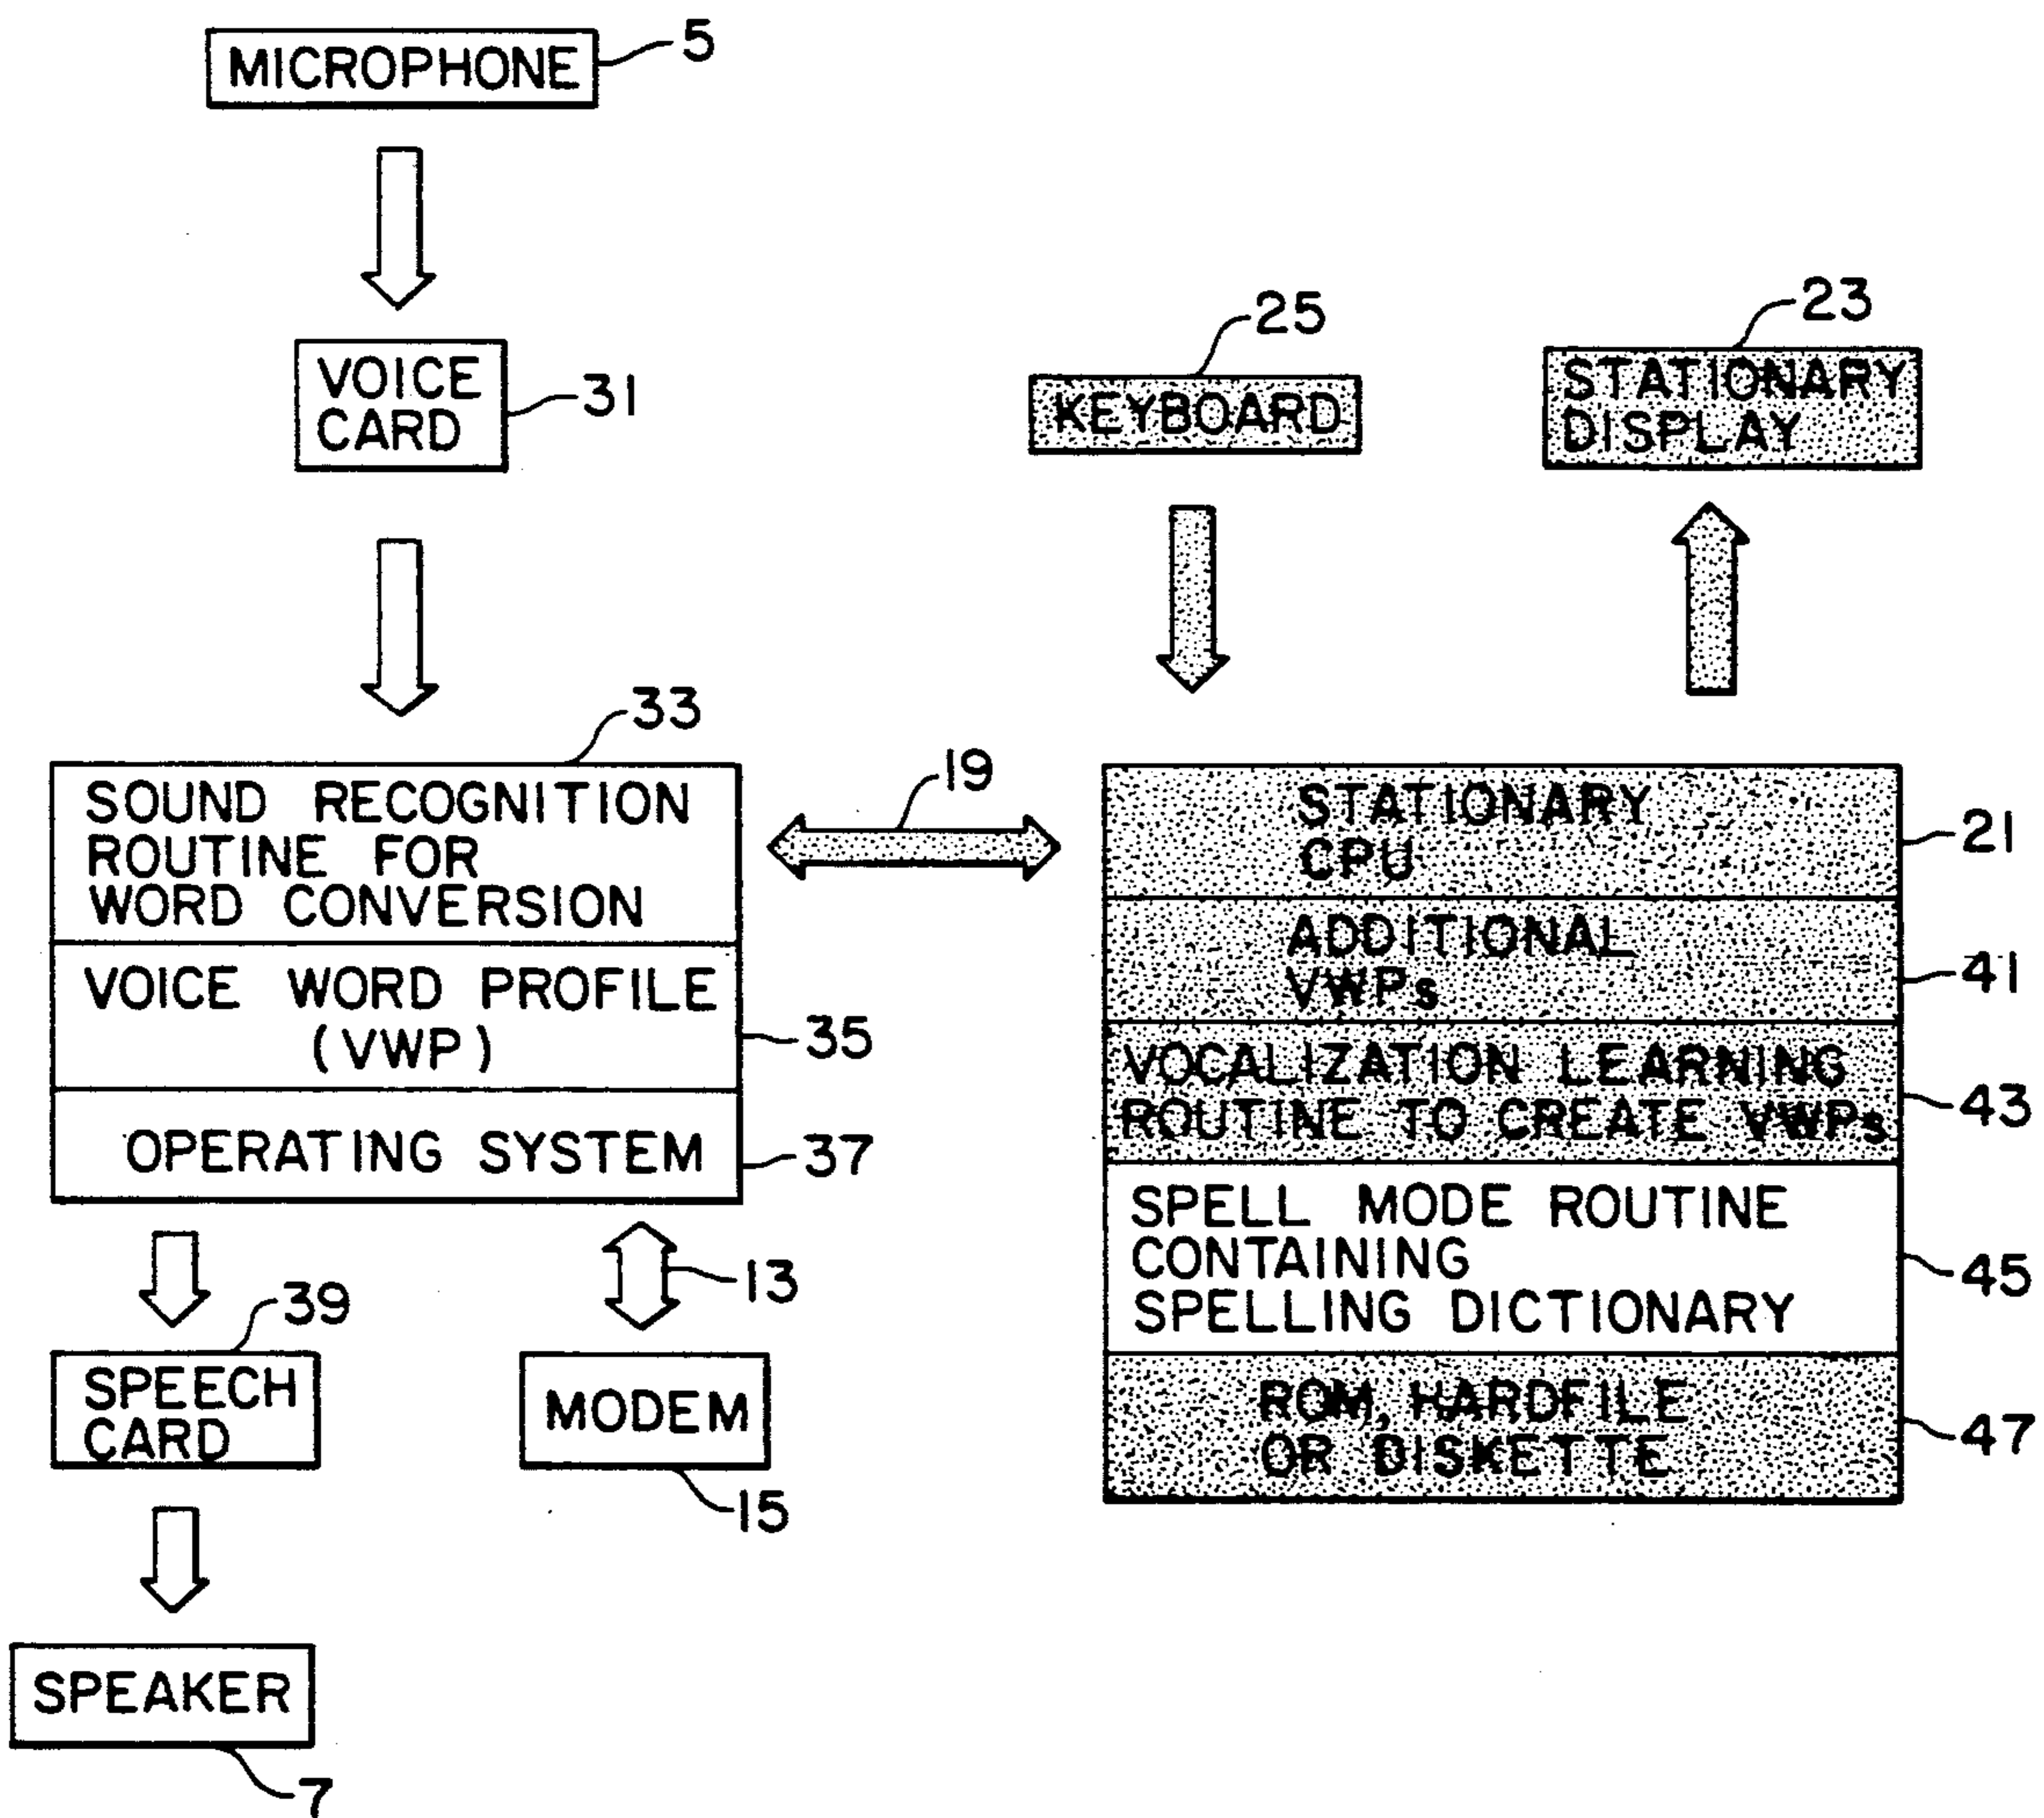 MICROPHONE
5
VOICE
CARD
31
25
KEYBOARD
23
STATIONARY
DISPLAY
33
SOUND RECOGNITION
ROUTINE FOR
WORD CONVERSION
VOICE WORD PROFILE
(VWP)
35
OPERATING SYSTEM
37
19
STATIONARY
CPU
21
ADDITIONAL
VWPs
41
VOCALIZATION LEARNING
ROUTINE TO CREATE VWPs
43
SPELL MODE ROUTINE
CONTAINING
SPELLING DICTIONARY
45
ROM, HARDFILE
OR DISKETTE
47
13
39
SPEECH
CARD
MODEM
15
SPEAKER
7